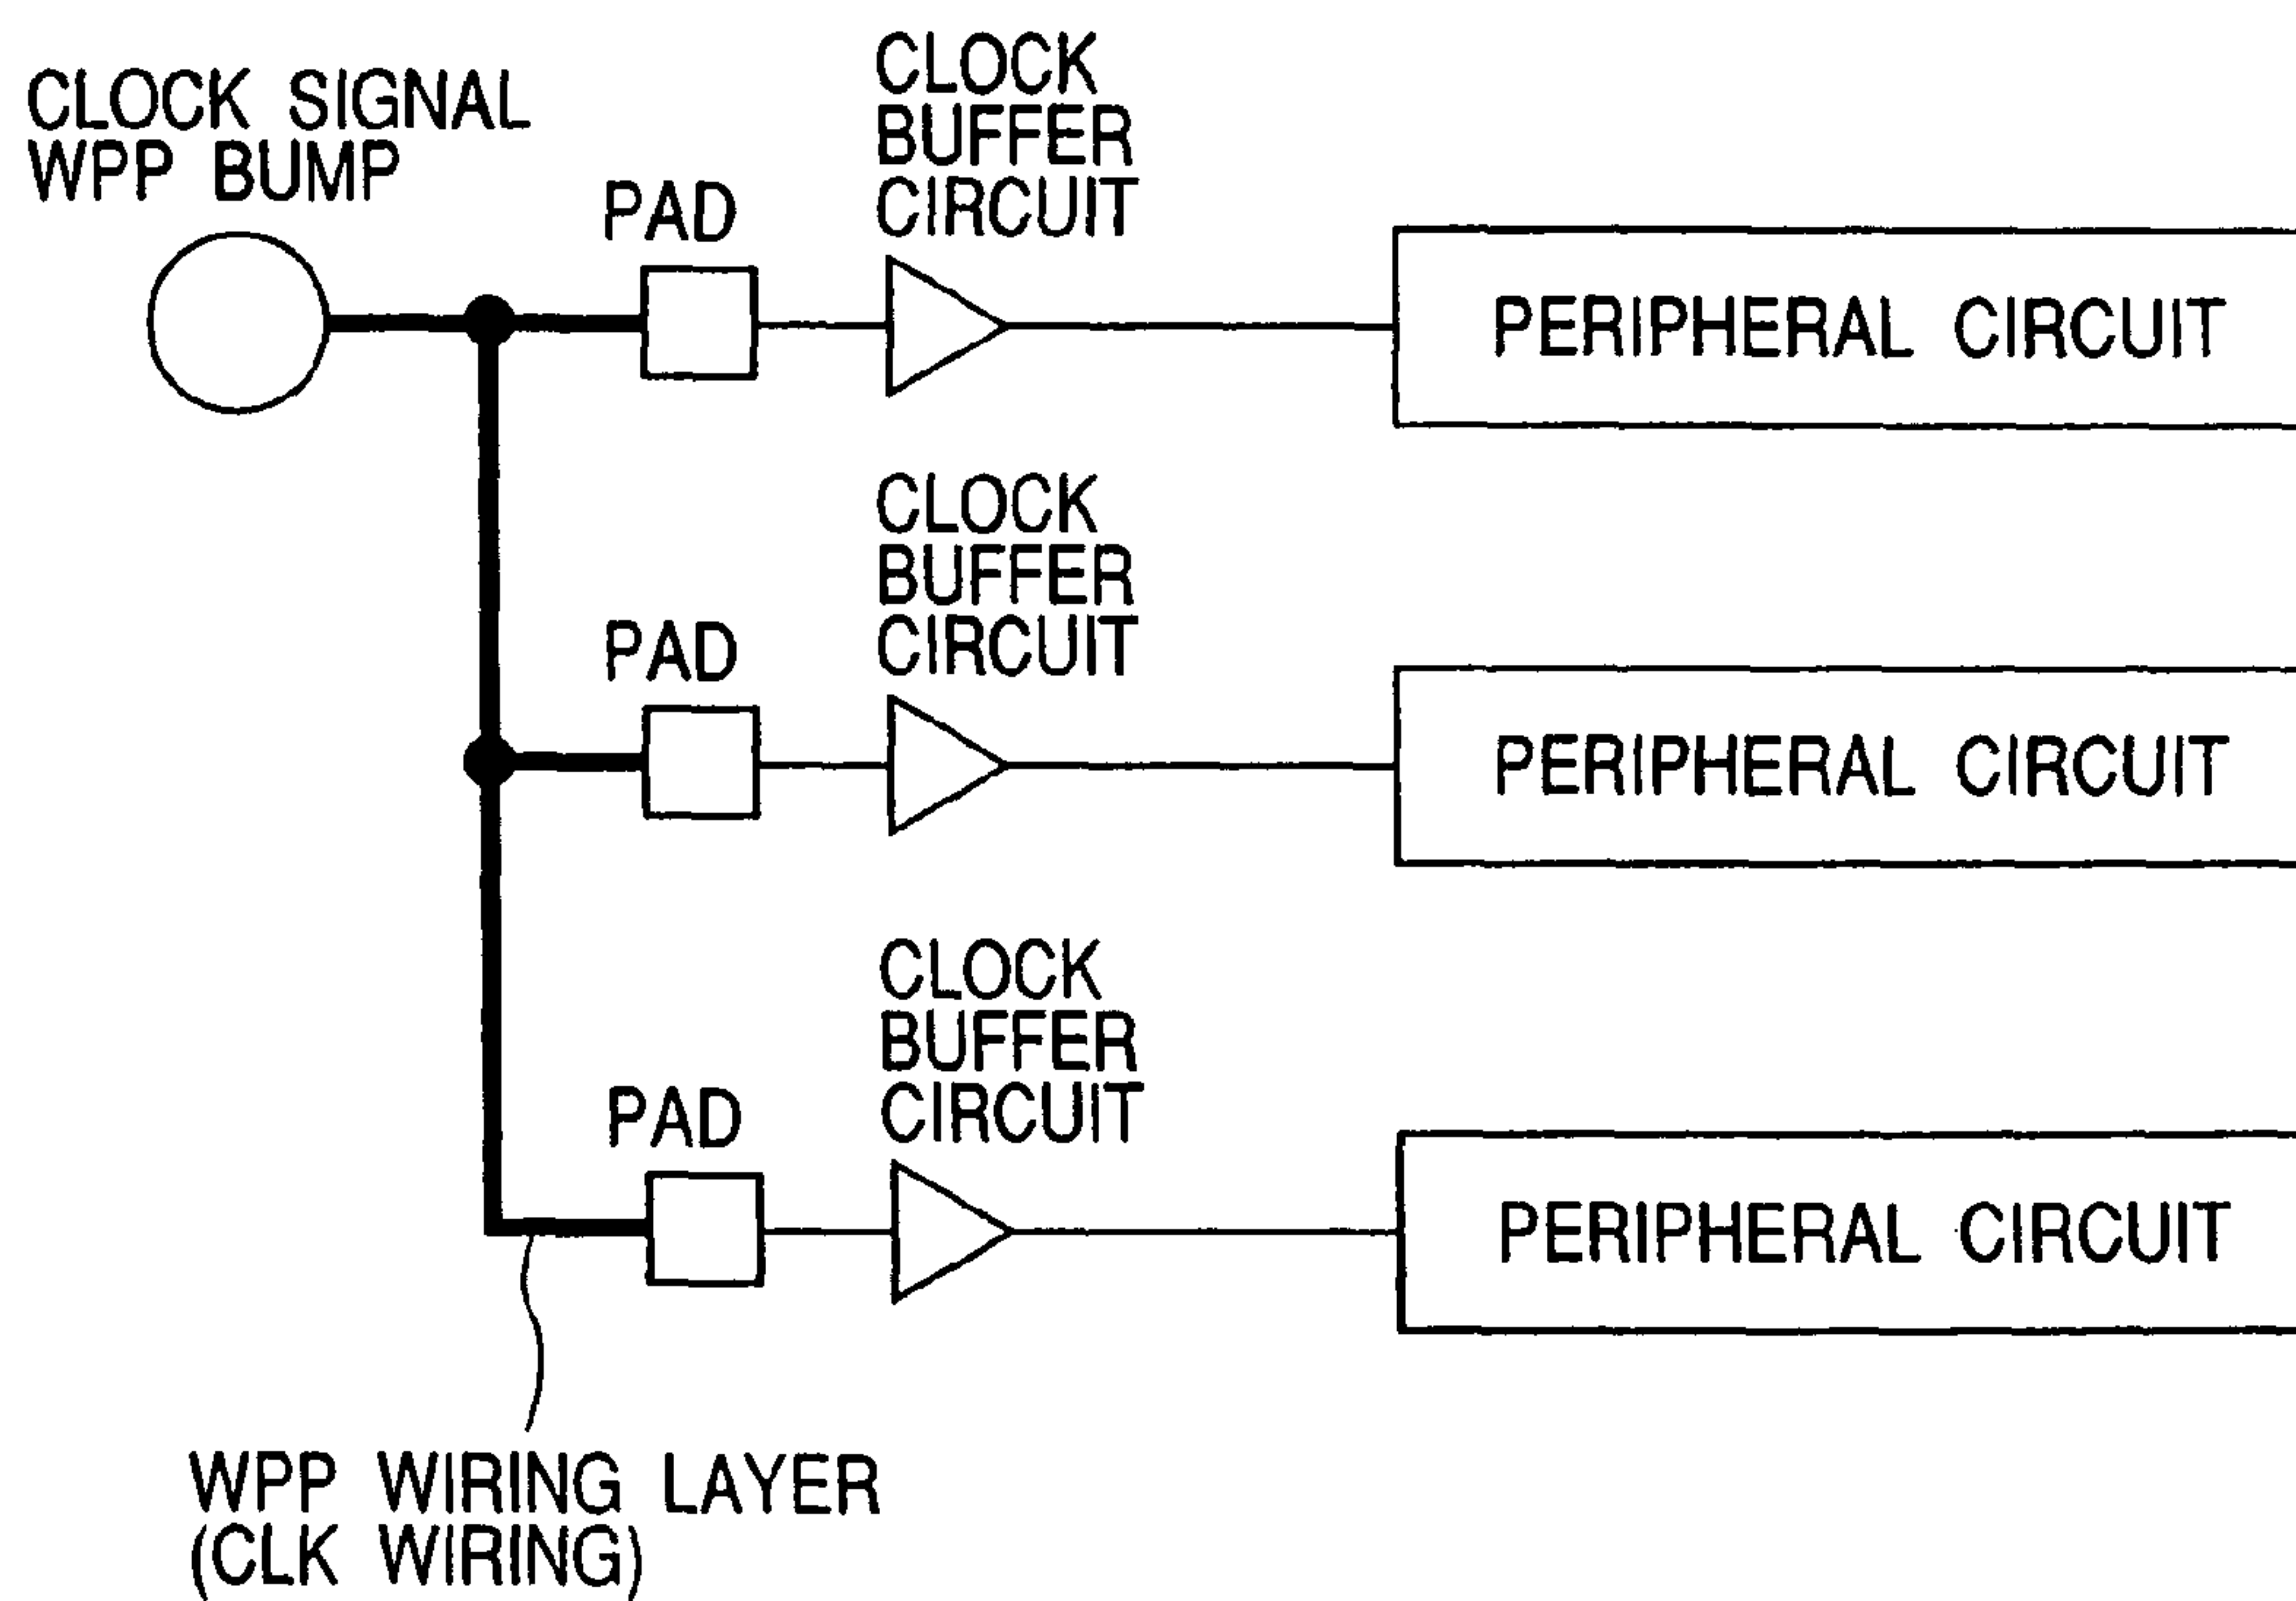 CLOCK SIGNAL
WPP BUMP
PAD
CLOCK
BUFFER
CIRCUIT
PERIPHERAL CIRCUIT
PAD
CLOCK
BUFFER
CIRCUIT
PERIPHERAL CIRCUIT
PAD
CLOCK
BUFFER
CIRCUIT
PERIPHERAL CIRCUIT
WPP WIRING LAYER
(CLK WIRING)